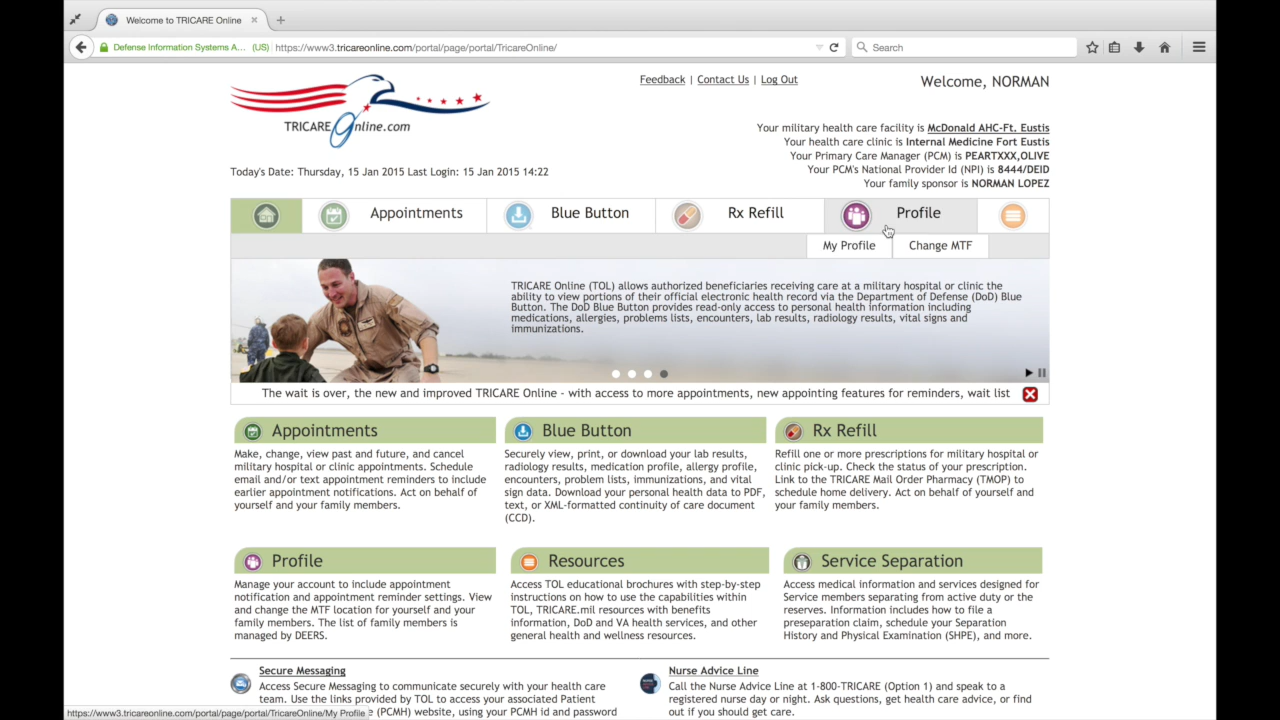 Welcome to TRICARE Online
Defense Information Systems A... (US) https://www3.tricareonline.com/portal/page/portal/TricareOnline/
Search
Feedback | Contact Us | Log Out
Welcome, NORMAN
TRICARE Online.com
Your military health care facility is McDonald AHC-Ft. Eustis
Your health care clinic is Internal Medicine Fort Eustis
Your Primary Care Manager (PCM) is PEARTXXX,OLIVE
Your PCM's National Provider Id (NPI) is 8444/DEID
Your family sponsor is NORMAN LOPEZ
Today's Date: Thursday, 15 Jan 2015 Last Login: 15 Jan 2015 14:22
Appointments
Blue Button
Rx Refill
Profile
My Profile
Change MTF
TRICARE Online (TOL) allows authorized beneficiaries receiving care at a military hospital or clinic the
ability to view portions of their official electronic health record via the Department of Defense (DoD) Blue
Button. The DoD Blue Button provides read-only access to personal health information including
medications, allergies, problems lists, encounters, lab results, radiology results, vital signs and
immunizations.
The wait is over, the new and improved TRICARE Online - with access to more appointments, new appointing features for reminders, wait list
Appointments
Make, change, view past and future, and cancel
military hospital or clinic appointments. Schedule
email and/or text appointment reminders to include
earlier appointment notifications. Act on behalf of
yourself and your family members.
Blue Button
Securely view, print, or download your lab results,
radiology results, medication profile, allergy profile,
encounters, problem lists, immunizations, and vital
sign data. Download your personal health data to PDF,
text, or XML-formatted continuity of care document
(CCD).
Rx Refill
Refill one or more prescriptions for military hospital or
clinic pick-up. Check the status of your prescription.
Link to the TRICARE Mail Order Pharmacy (TMOP) to
schedule home delivery. Act on behalf of yourself and
your family members.
Profile
Manage your account to include appointment
notification and appointment reminder settings. View
and change the MTF location for yourself and your
family members. The list of family members is
managed by DEERS.
Resources
Access TOL educational brochures with step-by-step
instructions on how to use the capabilities within
TOL, TRICARE.mil resources with benefits
information, DoD and VA health services, and other
general health and wellness resources.
Service Separation
Access medical information and services designed for
Service members separating from active duty or the
reserves. Information includes how to file a
preseparation claim, schedule your Separation
History and Physical Examination (SHPE), and more.
Secure Messaging
Access Secure Messaging to communicate securely with your health care
team. Use the links provided by TOL to access your associated Patient
e (PCMH) website, using your PCMH id and password
Nurse Advice Line
Call the Nurse Advice Line at 1-800-TRICARE (Option 1) and speak to a
registered nurse day or night. Ask questions, get health care advice, or find
out if you should get care.
https://www3.tricareonline.com/portal/page/portal/TricareOnline/My Profile